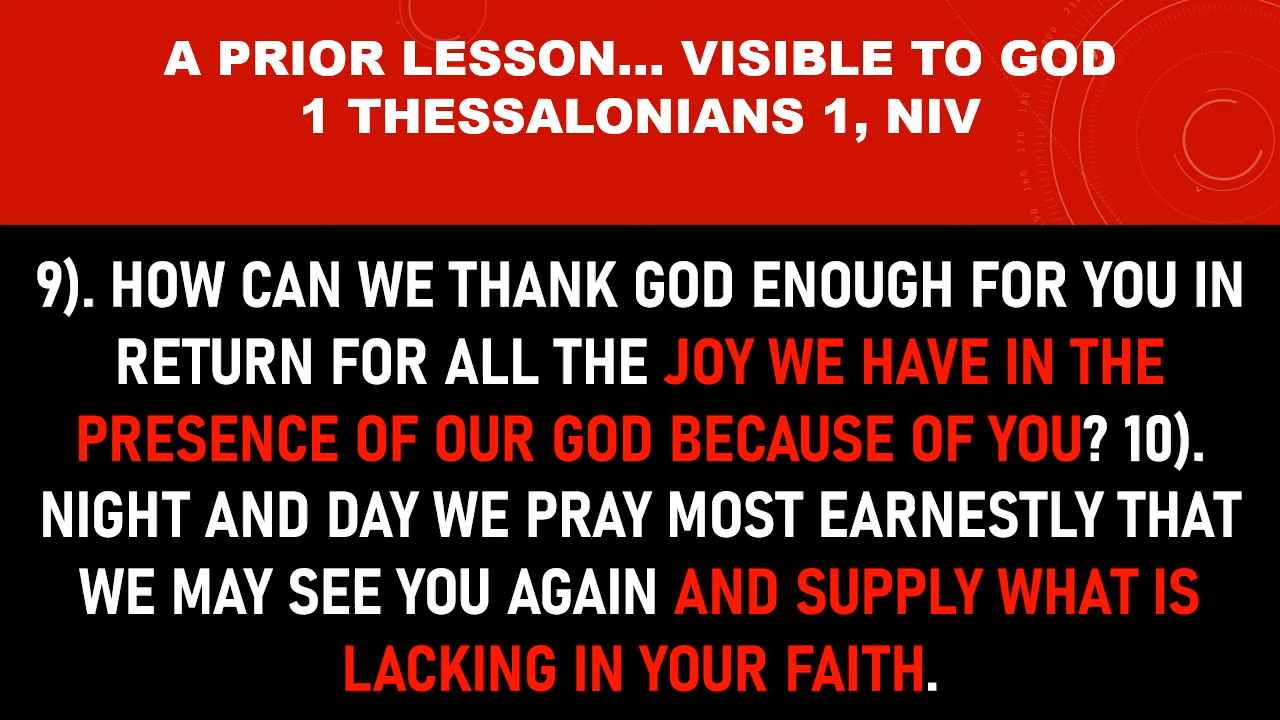 A PRIOR LESSON... VISIBLE TO GOD
1 THESSALONIANS 1, NIV
9). HOW CAN WE THANK GOD ENOUGH FOR YOU IN
RETURN FOR ALL THE JOY WE HAVE IN THE
PRESENCE OF OUR GOD BECAUSE OF YOU? 10).
NIGHT AND DAY WE PRAY MOST EARNESTLY THAT
WE MAY SEE YOU AGAIN AND SUPPLY WHAT IS
LACKING IN YOUR FAITH.